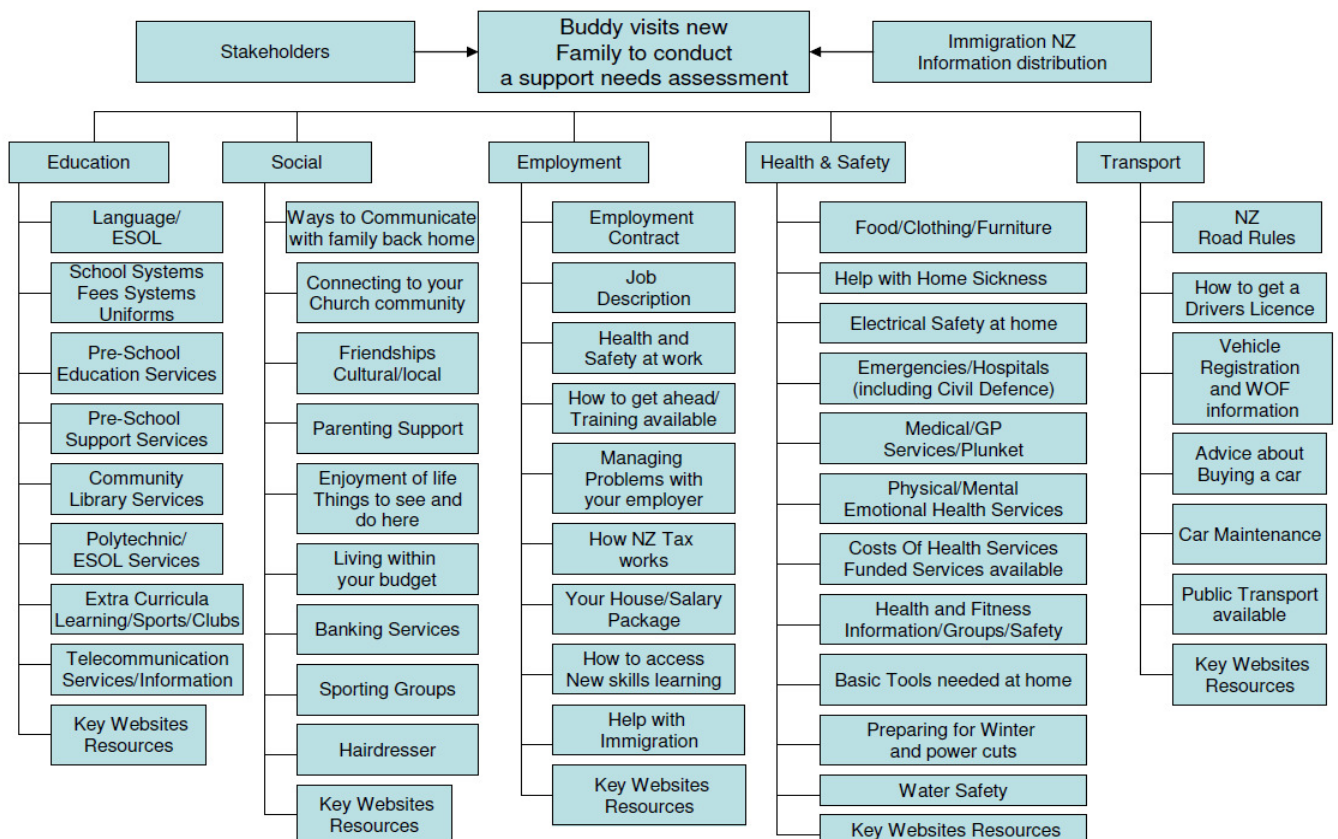 Stakeholders
Buddy visits new
Family to conduct
a support needs assessment
Immigration NZ
Information distribution
Education
Language/
ESOL
School Systems
Fees Systems
Uniforms
Pre-School
Education Services
Pre-School
Support Services
Community
Library Services
Polytechnic/
ESOL Services
Extra Curricula
Learning/Sports/Clubs
Telecommunication
Services/Information
Key Websites
Resources
Social
Ways to Communicate
with family back home
Connecting to your
Church community
Friendships
Cultural/local
Parenting Support
Enjoyment of life
Things to see and
do here
Living within
your budget
Banking Services
Sporting Groups
Hairdresser
Key Websites
Resources
Employment
Employment
Contract
Job
Description
Health and
Safety at work
How to get ahead/
Training available
Managing
Problems with
your employer
How NZ Tax
works
Your House/Salary
Package
How to access
New skills learning
Help with
Immigration
Key Websites
Resources
Health & Safety
Food/Clothing/Furniture
Help with Home Sickness
Electrical Safety at home
Emergencies/Hospitals
(including Civil Defence)
Medical/GP
Services/Plunket
Physical/Mental
Emotional Health Services
Costs Of Health Services
Funded Services available
Health and Fitness
Information/Groups/Safety
Basic Tools needed at home
Preparing for Winter
and power cuts
Water Safety
Key Websites Resources
Transport
NZ
Road Rules
How to get a
Drivers Licence
Vehicle
Registration
and WOF
information
Advice about
Buying a car
Car Maintenance
Public Transport
available
Key Websites
Resources